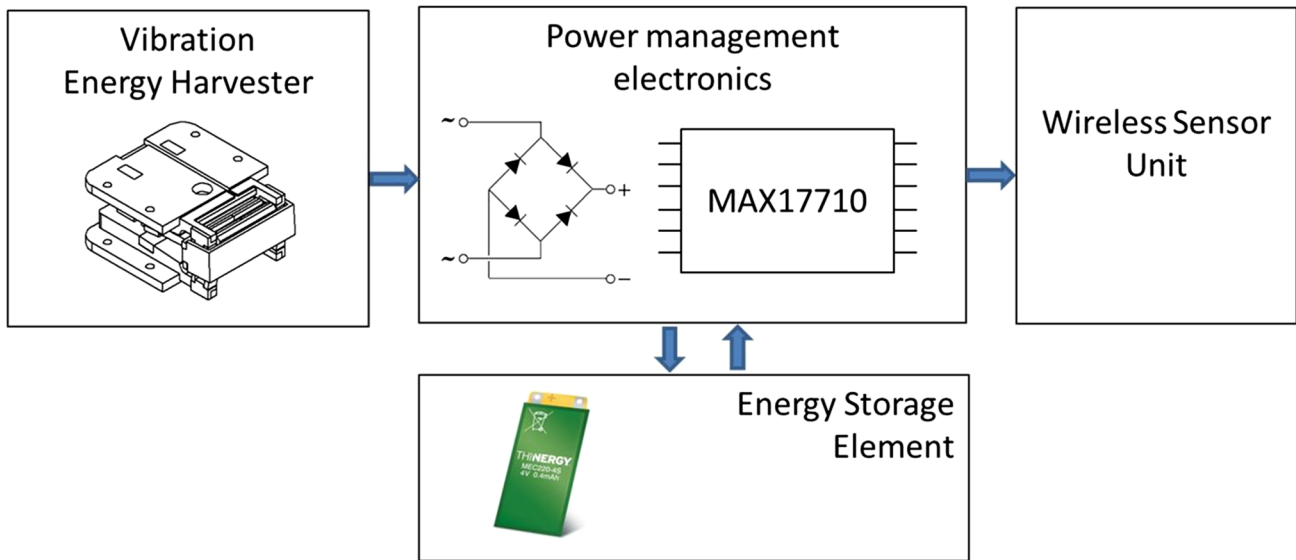 Vibration
Energy Harvester
Power management
electronics
~
+
~
−
MAX17710
Wireless Sensor
Unit
+
THINERGY
MEC220-4S
4V 0.4mAh
Energy Storage
Element